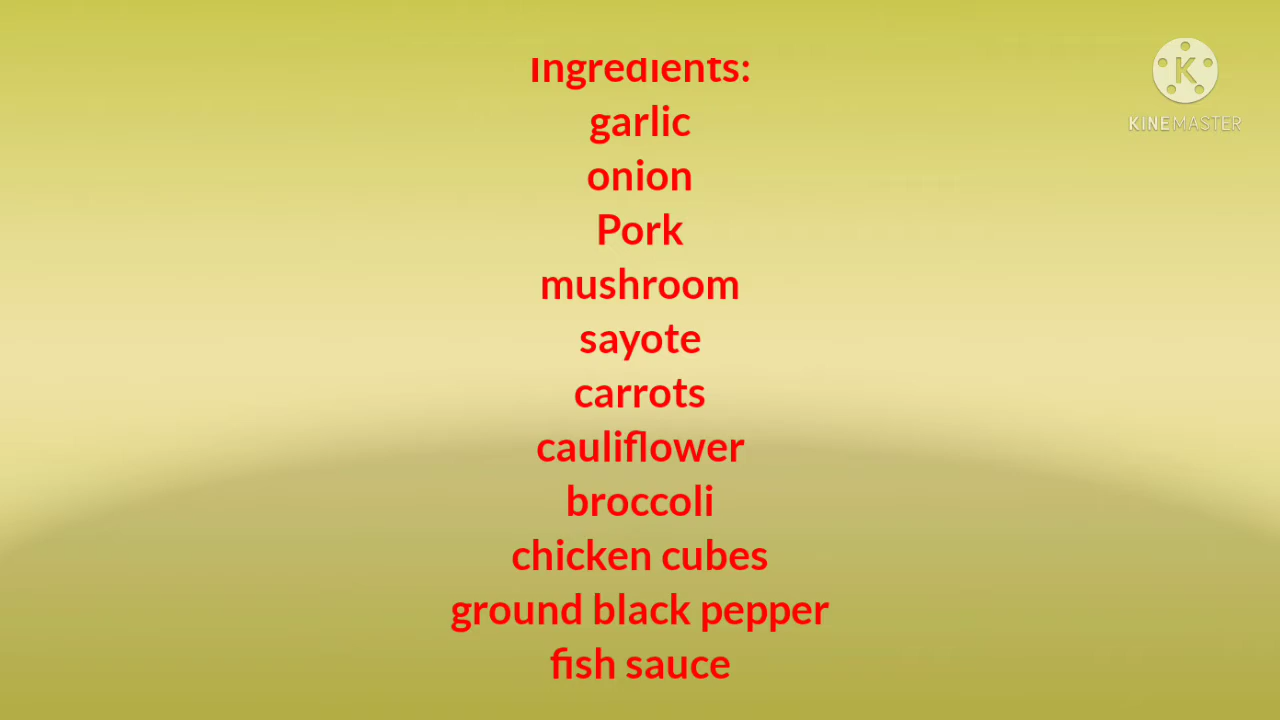 Ingredients:
garlic
onion
Pork
mushroom
sayote
carrots
cauliflower
broccoli
chicken cubes
ground black pepper
fish sauce
K
KINEMASTER